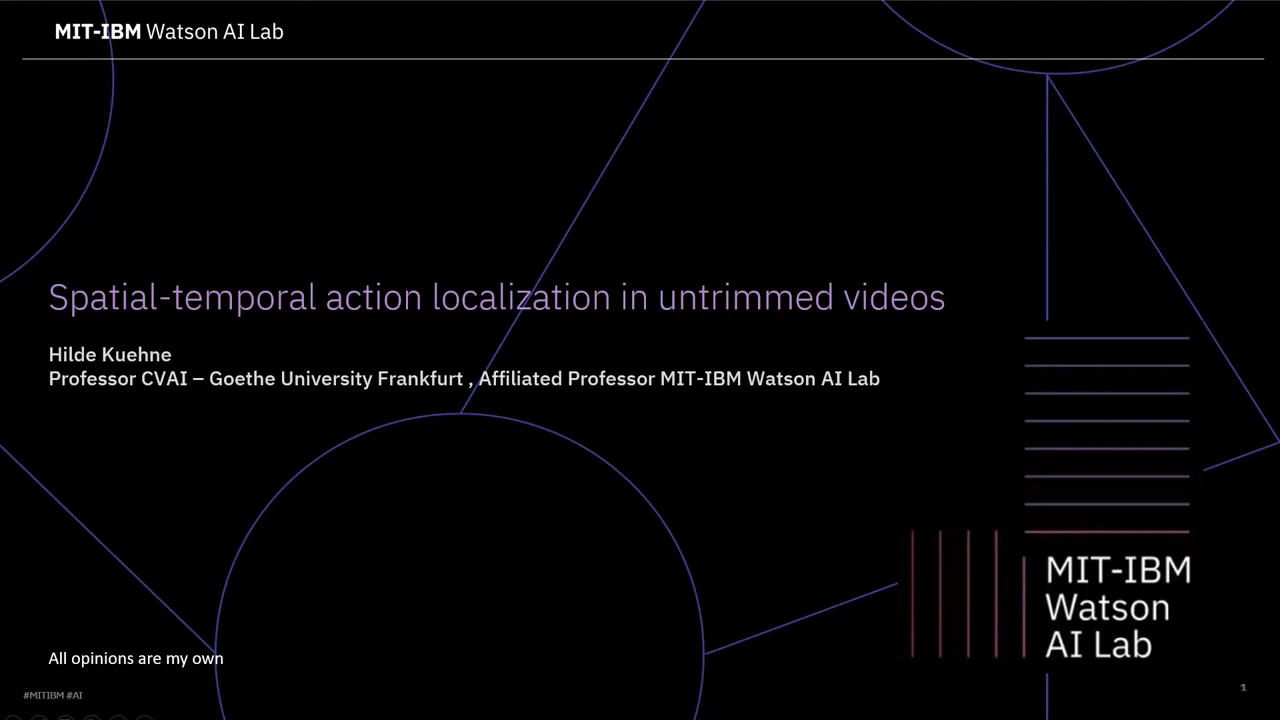 MIT-IBM Watson AI Lab
Spatial-temporal action localization in untrimmed videos
Hilde Kuehne
Professor CVAI – Goethe University Frankfurt , Affiliated Professor MIT-IBM Watson AI Lab
MIT-IBM
Watson
AI Lab
All opinions are my own
#MITIBM #AI
1